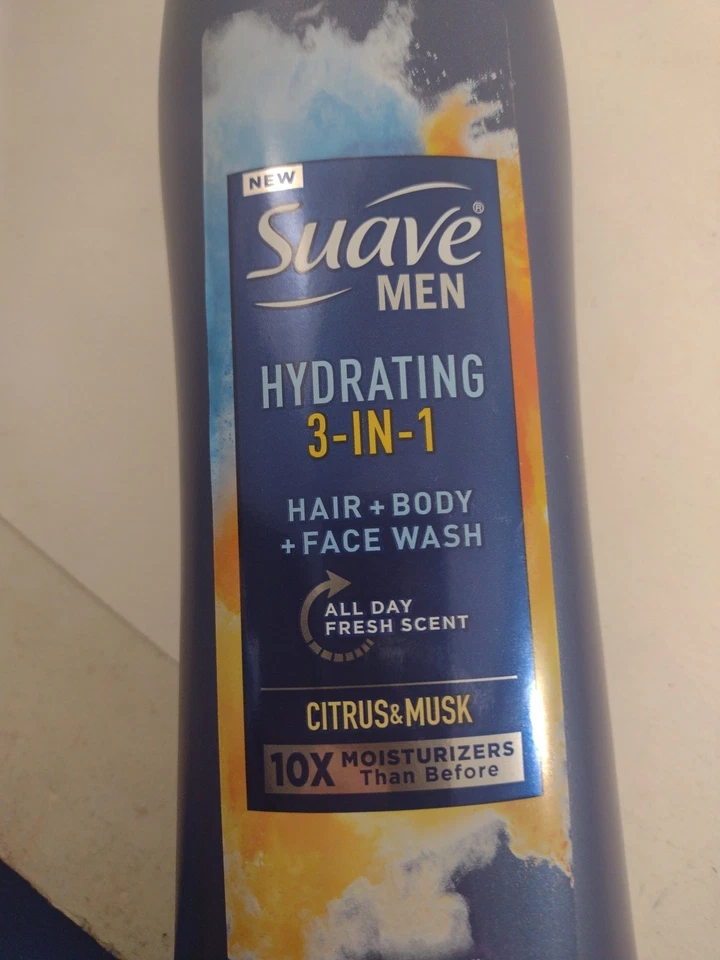 NEW
Suave®
MEN
HYDRATING
3-IN-1
HAIR + BODY
+ FACE WASH
ALL DAY
FRESH SCENT
CITRUS & MUSK
10X MOISTURIZERS
Than Before